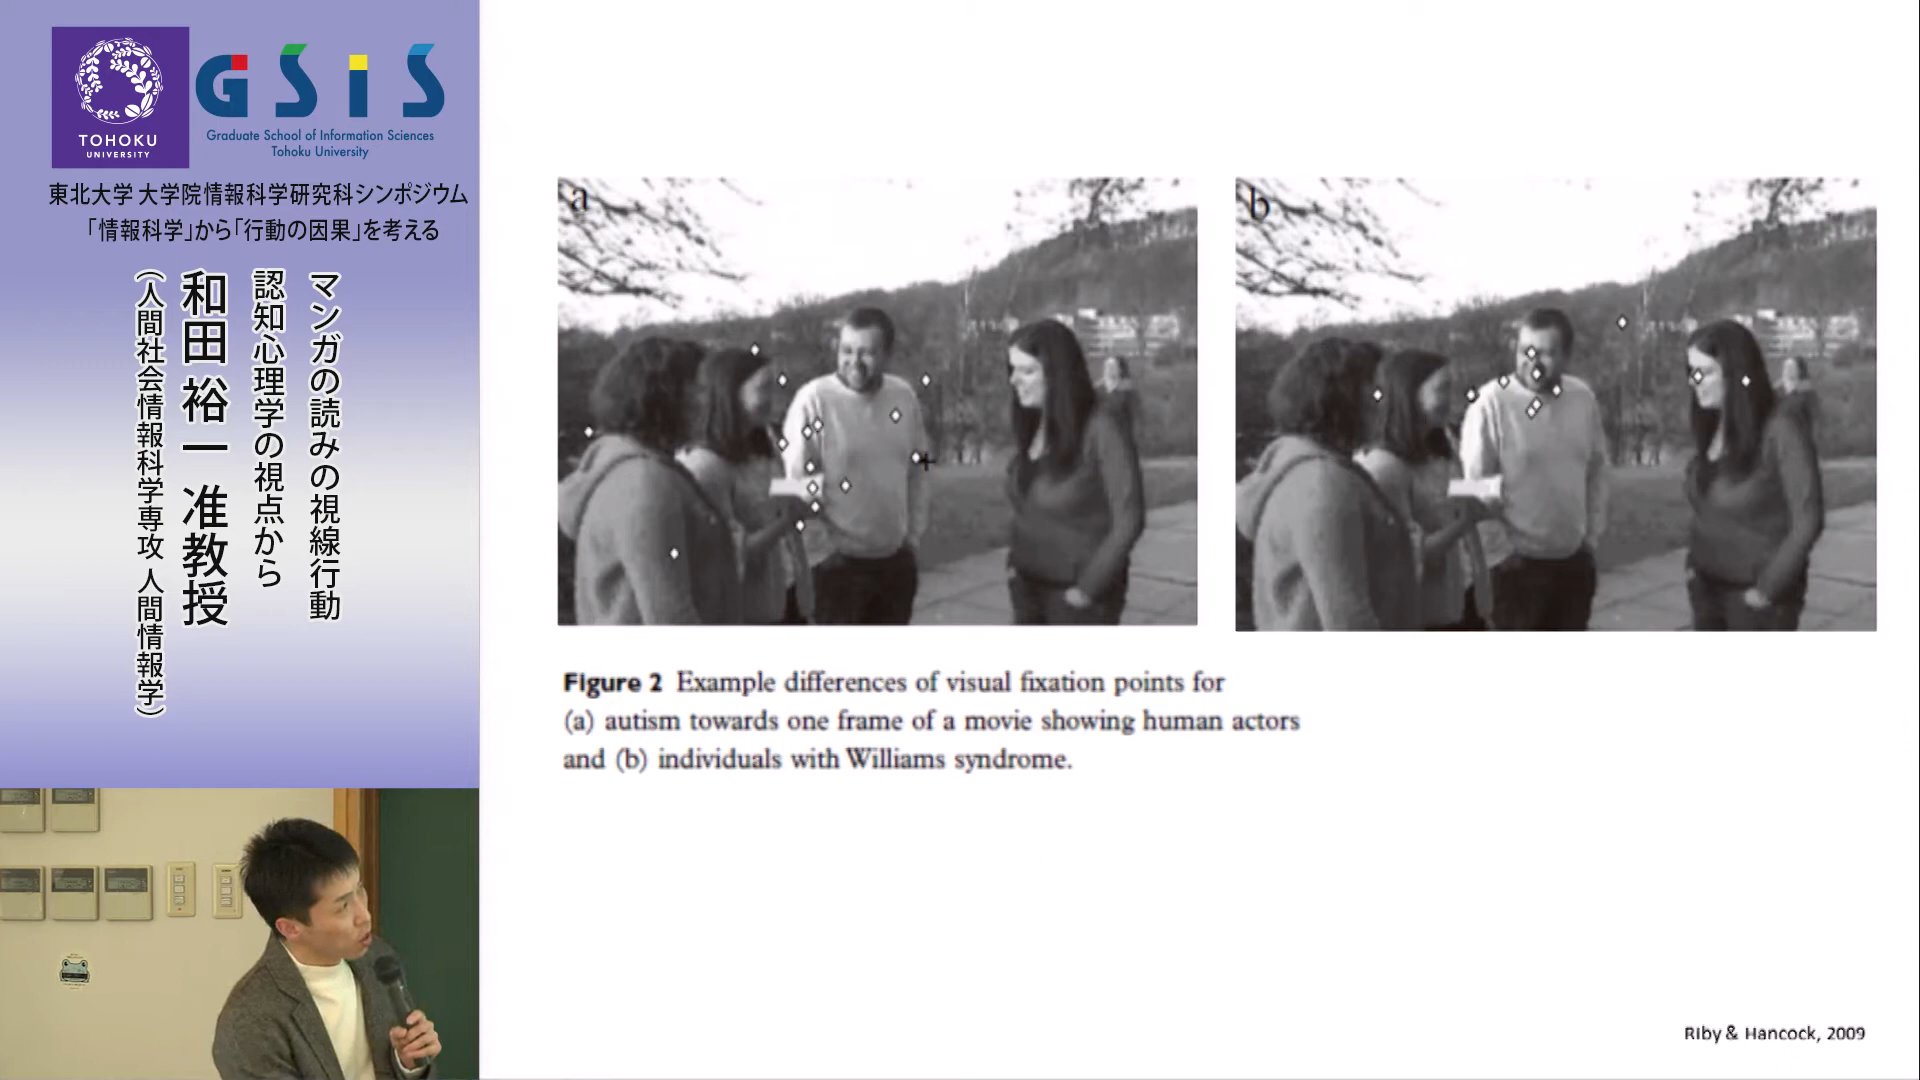 TOHOKU
UNIVERSITY
GSiS
Graduate School of Information Sciences
Tohoku University
東北大学 大学院情報科学研究科シンポジウム
「情報科学」から「行動の因果」を考える
マンガの読みの視線行動
認知心理学の視点から
和田 裕一 准教授
（人間社会情報科学専攻 人間情報学）
a
b
Figure 2 Example differences of visual fixation points for
(a) autism towards one frame of a movie showing human actors
and (b) individuals with Williams syndrome.
Riby & Hancock, 2009